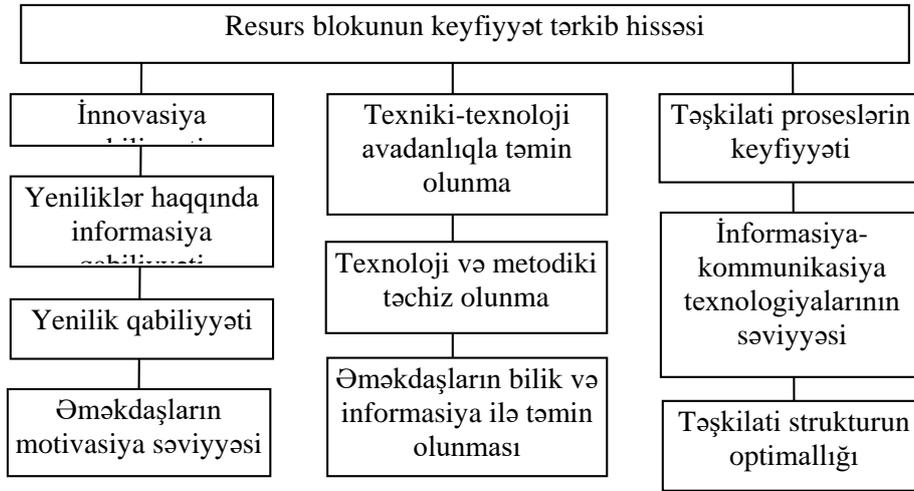 Resurs blokunun keyfiyyət tərkib hissəsi
İnnovasiya
Yeniliklər haqqında
informasiya
qabiliyyəti
Yenilik qabiliyyəti
Əməkdaşların
motivasiya səviyyəsi
Texniki-texnoloji
avadanlıqla təmin
olunma
Texnoloji və metodiki
təchiz olunma
Əməkdaşların bilik və
informasiya ilə təmin
olunması
Təşkilati proseslərin
keyfiyyəti
İnformasiya-
kommunikasiya
texnologiyalarının
səviyyəsi
Təşkilati strukturun
optimallığı